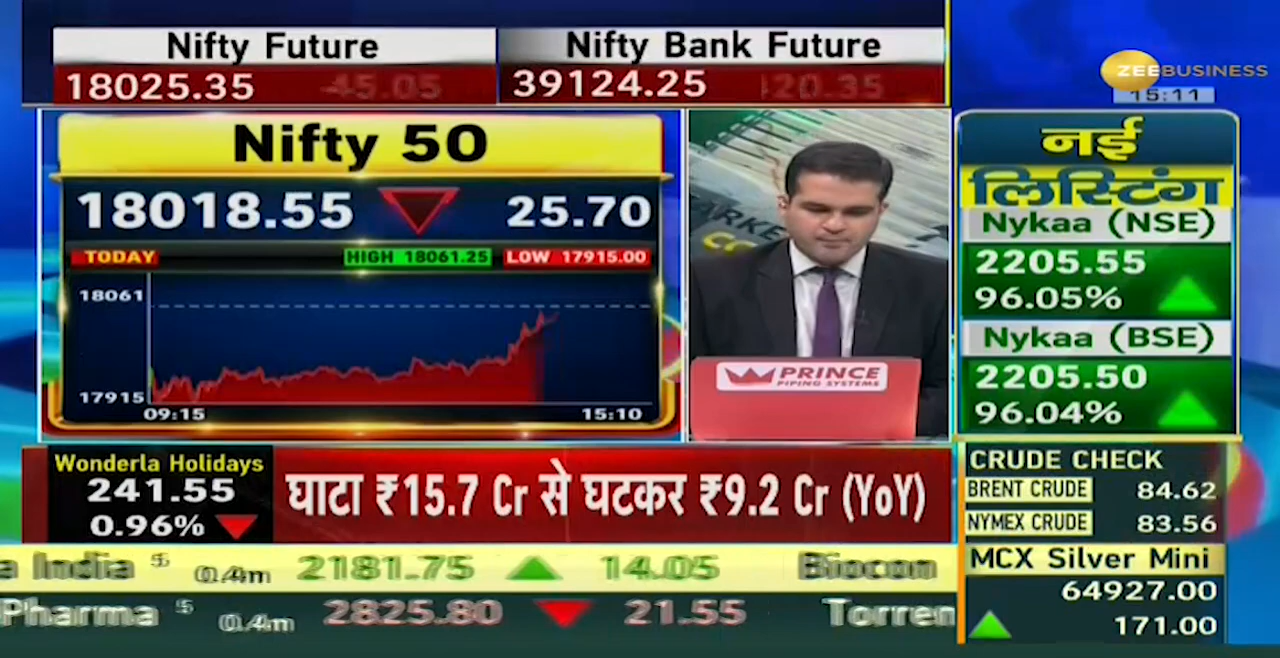 Nifty Future
18025.35 45.05
Nifty Bank Future
39124.25 20.35
ZEEBUSINESS
15:11
Nifty 50
18018.55 25.70
TODAY HIGH 18061.25 LOW 17915.00
18061
17915
09:15 15:10
PRINCE
PIPING SYSTEMS
नई
लिस्टिंग
Nykaa (NSE)
2205.55
96.05%
Nykaa (BSE)
2205.50
96.04%
Wonderla Holidays
241.55
0.96%
घाटा ₹15.7 Cr से घटकर ₹9.2 Cr (YoY)
CRUDE CHECK
BRENT CRUDE 84.62
NYMEX CRUDE 83.56
MCX Silver Mini
64927.00
171.00
a India 0.4m 2181.75 14.05 Biocon
Pharma 0.4m 2825.80 21.55 Torren